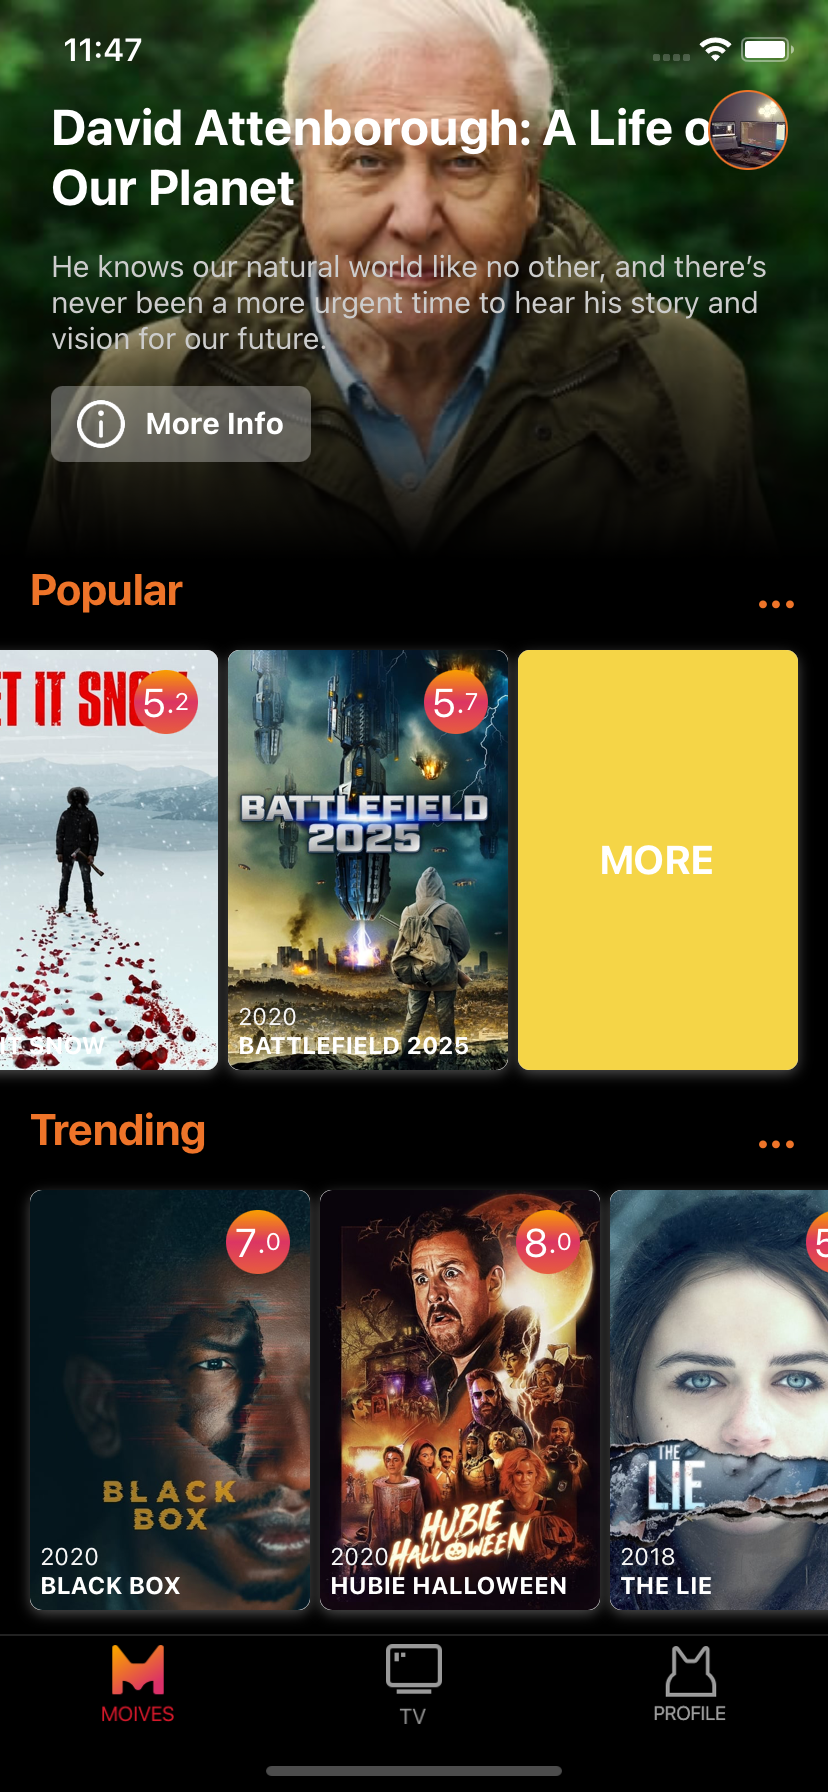 11:47
David Attenborough: A Life o
Our Planet
He knows our natural world like no other, and there's
never been a more urgent time to hear his story and
vision for our future.
More Info
Popular
...
ET IT SNOW
5.2
IT SNOW
5.7
BATTLEFIELD
2025
2020
BATTLEFIELD 2025
MORE
Trending
...
7.0
BLACK
BOX
2020
BLACK BOX
8.0
HUBIE
HALLOWEEN
2020
HUBIE HALLOWEEN
5
THE
LIE
2018
THE LIE
MOIVES
TV
PROFILE